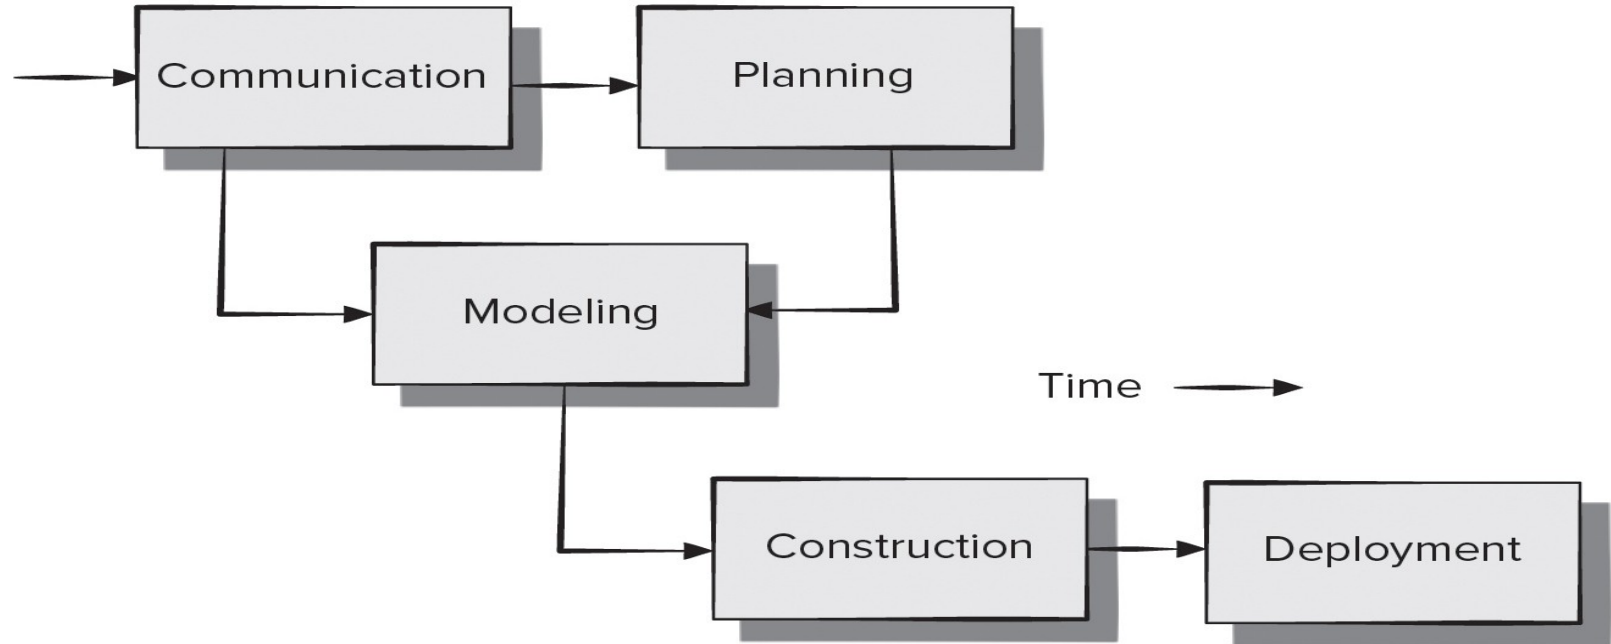 Communication
Planning
Modeling
Time
Construction
Deployment